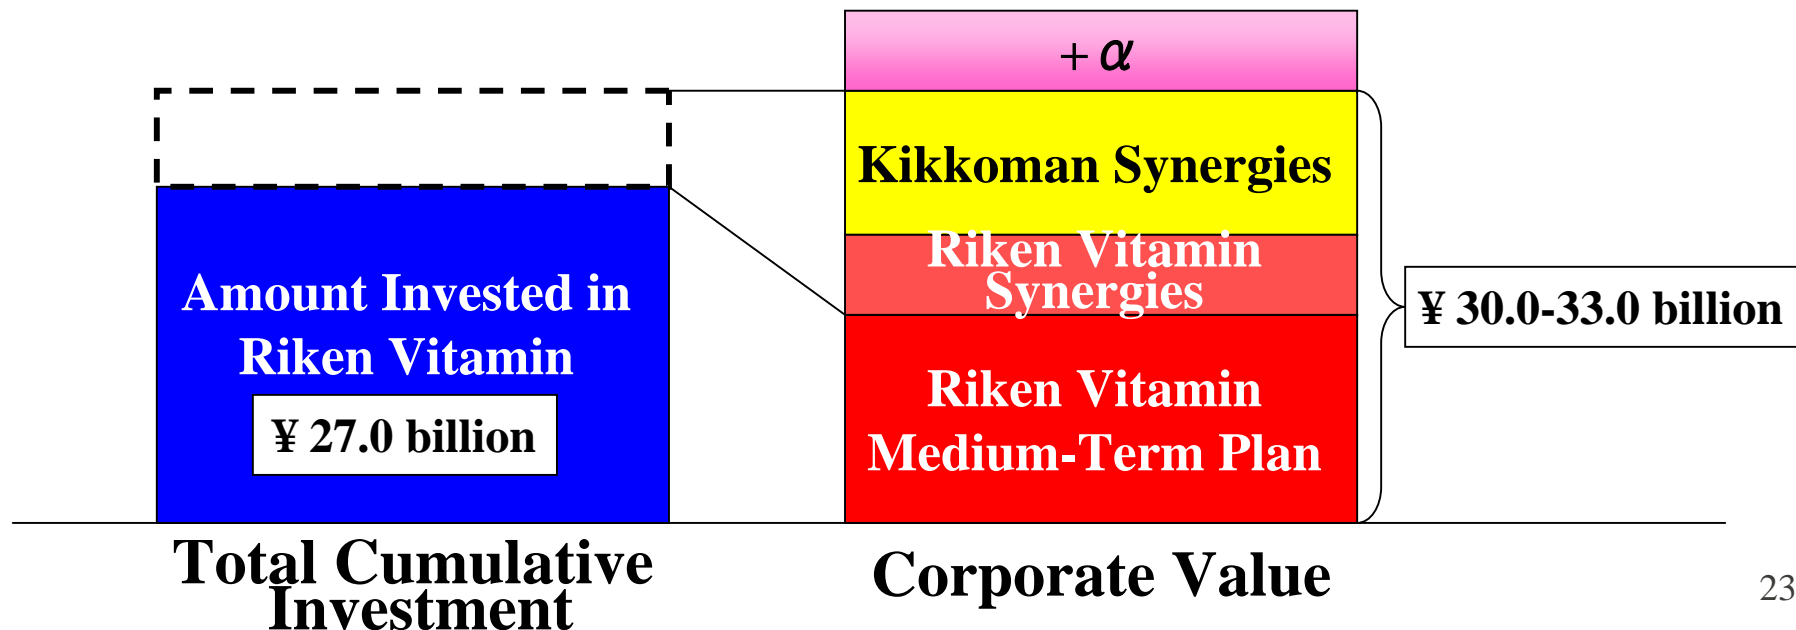 +α
Kikkoman Synergies
Riken Vitamin
Synergies
Amount Invested in
Riken Vitamin
¥ 30.0-33.0 billion
Riken Vitamin
Medium-Term Plan
¥ 27.0 billion
Total Cumulative
Investment
Corporate Value
23